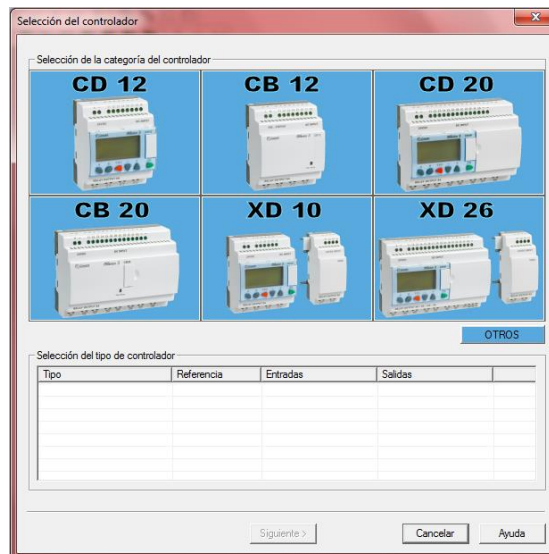 Selección del controlador
Selección de la categoría del controlador
CD 12 CB 12 CD 20
CB 20 XD 10 XD 26
OTROS
Selección del tipo de controlador
Tipo Referencia Entradas Salidas
Siguiente > Cancelar Ayuda